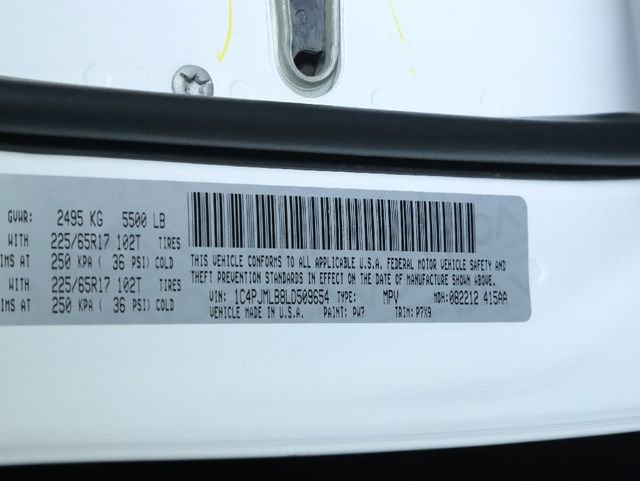 GVWR: 2495 KG 5500 LB
WITH 225/65R17 102T TIRES
IMS AT 250 KPA ( 36 PSI) COLD
WITH 225/65R17 102T TIRES
IMS AT 250 KPA ( 36 PSI) COLD
THIS VEHICLE CONFORMS TO ALL APPLICABLE U.S.A. FEDERAL MOTOR VEHICLE SAFETY AND
THEFT PREVENTION STANDARDS IN EFFECT ON THE DATE OF MANUFACTURE SHOWN ABOVE.
VIN: 1C4PJMLB8LD509654 TYPE: MPV MDH: 082212 415AA
VEHICLE MADE IN U.S.A. PAINT: PW7 TRIM: P7X9